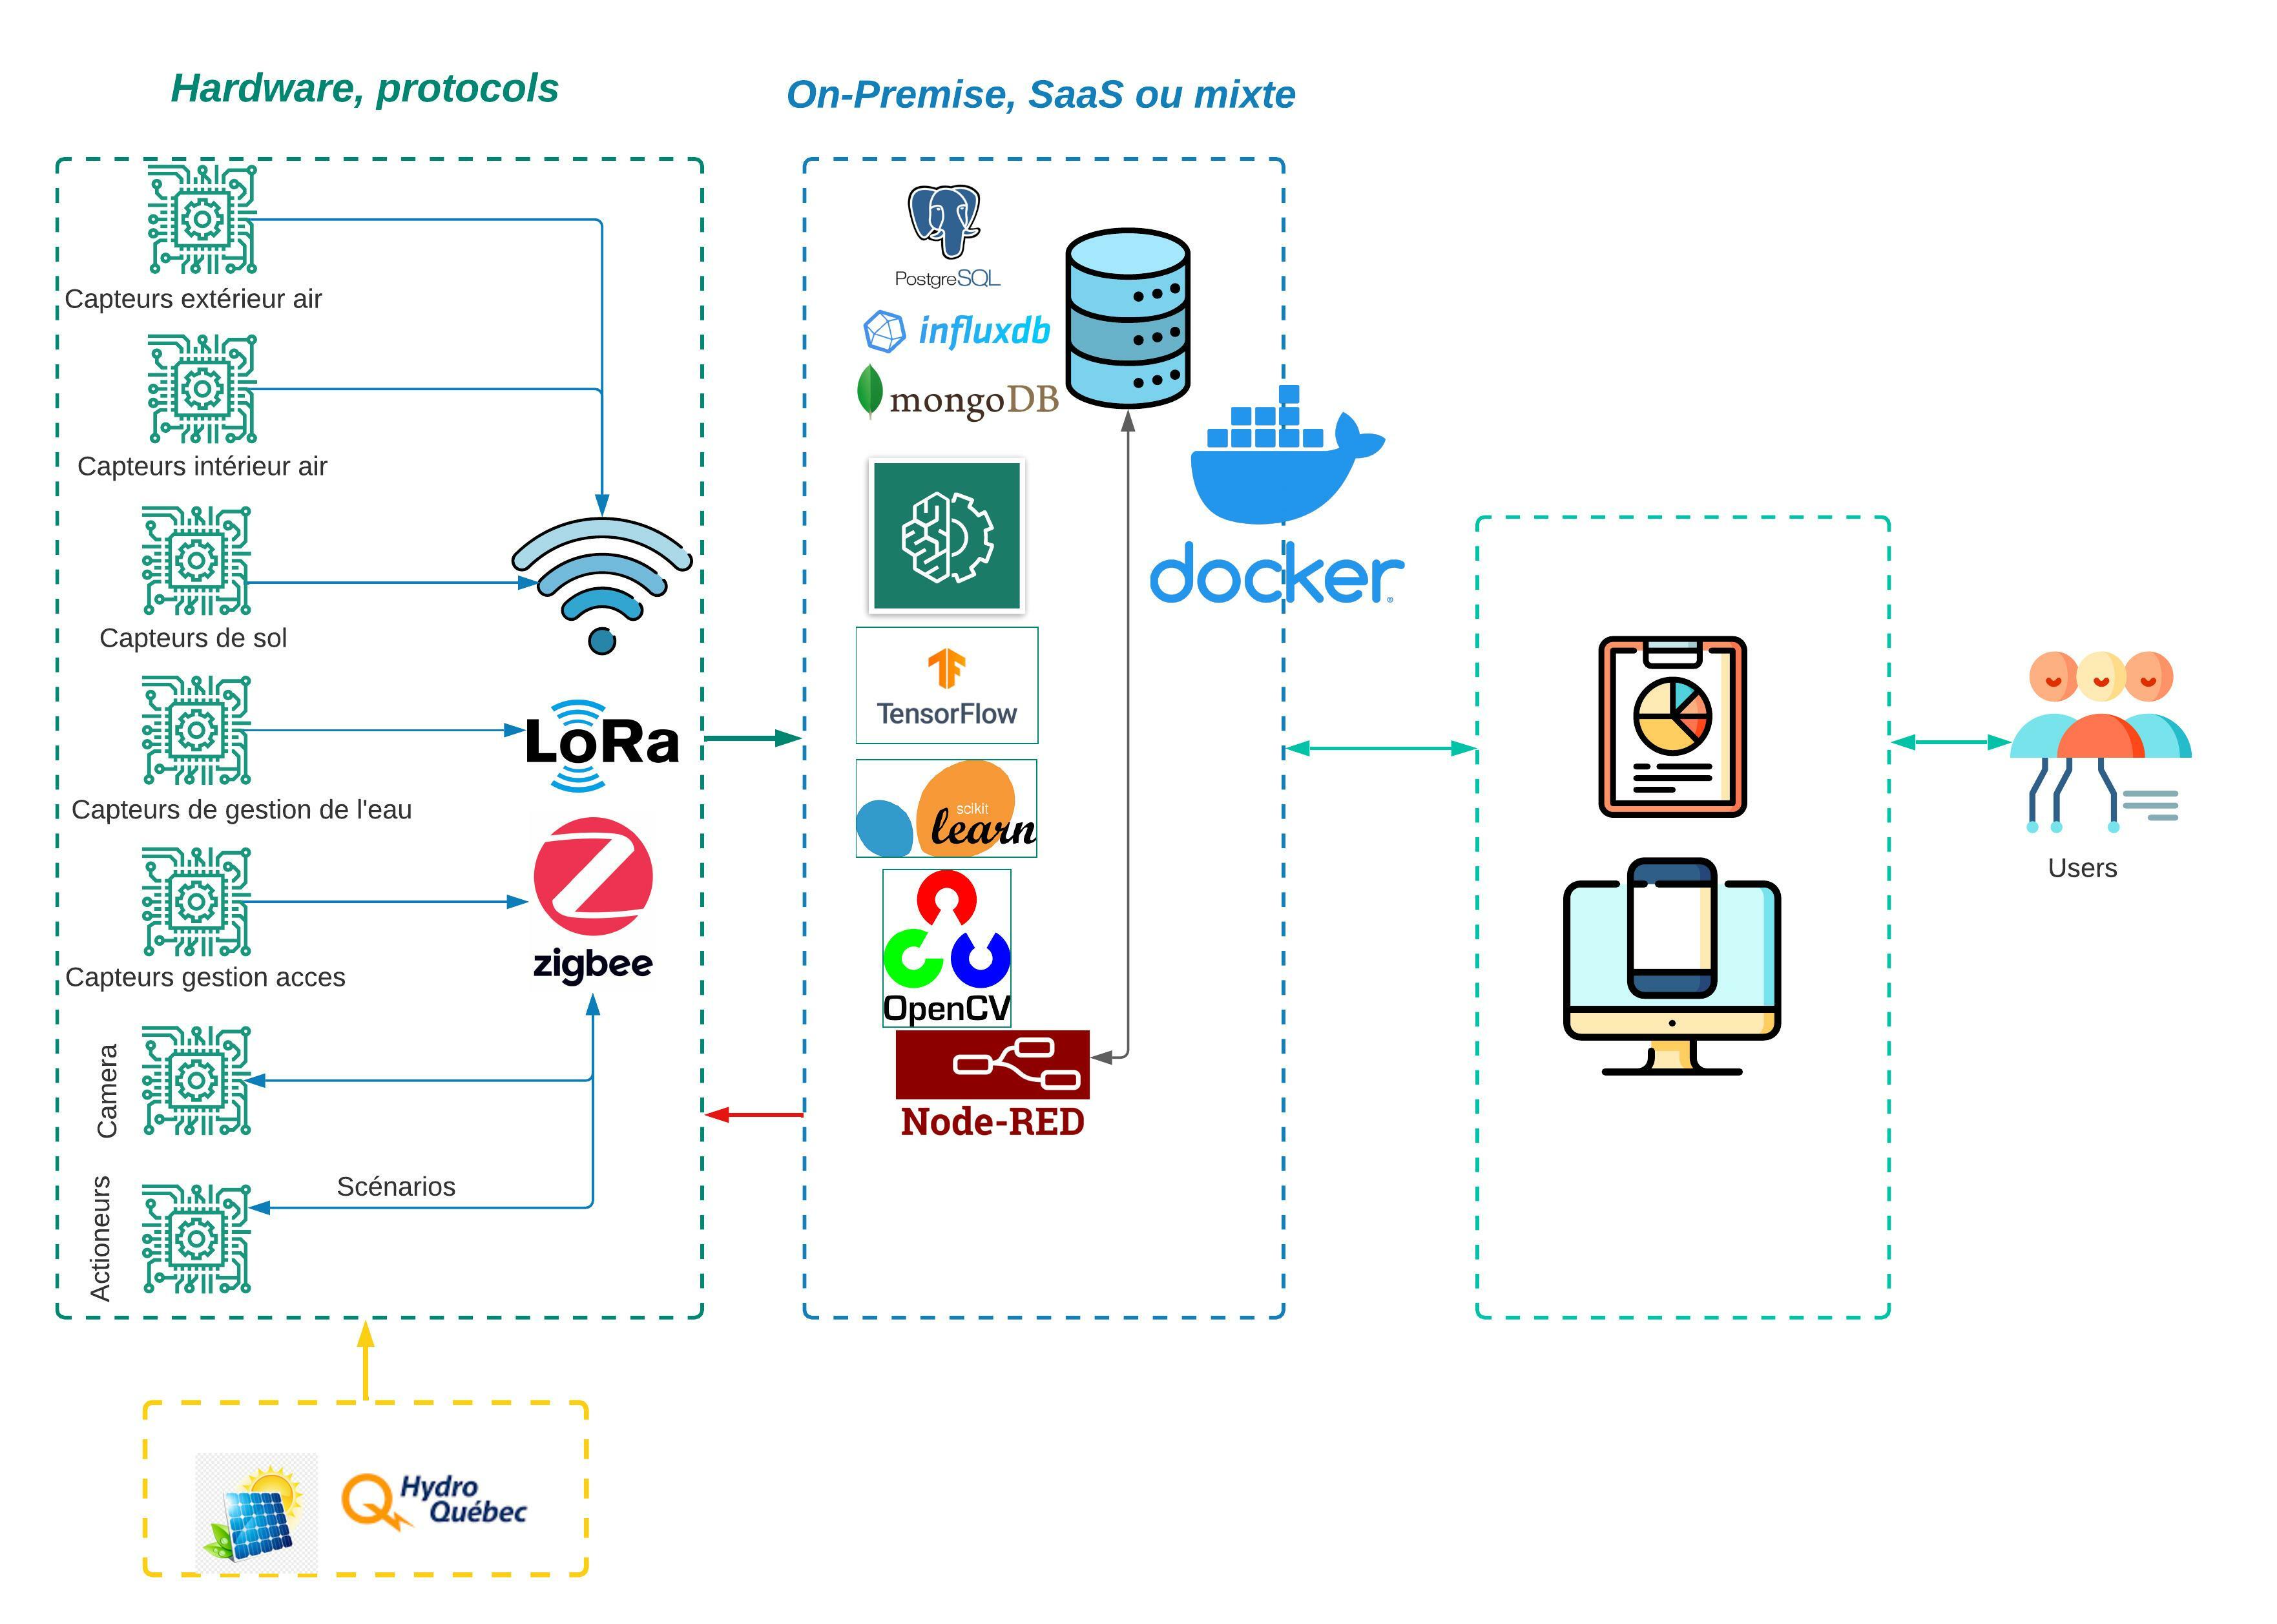 Hardware, protocols
On-Premise, SaaS ou mixte
Capteurs extérieur air
Capteurs intérieur air
Capteurs de sol
Capteurs de gestion de l'eau
Capteurs gestion acces
Camera
Actioneurs
Scénarios
LoRa
zigbee
PostgreSQL
influxdb
mongoDB
docker
TensorFlow
scikit
learn
OpenCV
Node-RED
Users
Hydro
Québec